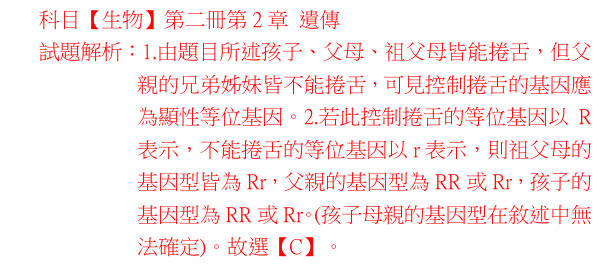 科目【生物】第二冊第 2 章 遺傳
試題解析：1.由題目所述孩子、父母、祖父母皆能捲舌，但父
親的兄弟姊妹皆不能捲舌，可見控制捲舌的基因應
為顯性等位基因。2.若此控制捲舌的等位基因以 R
表示，不能捲舌的等位基因以 r 表示，則祖父母的
基因型皆為 Rr，父親的基因型為 RR 或 Rr，孩子的
基因型為 RR 或 Rr。(孩子母親的基因型在敘述中無
法確定)。故選【C】。